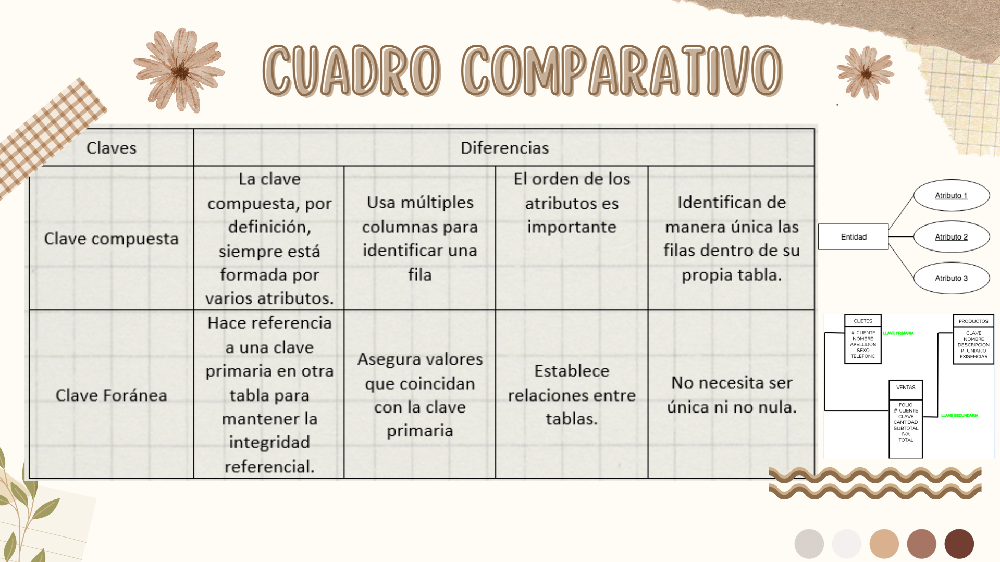 CUADRO COMPARATIVO
Claves
Diferencias
Clave compuesta
La clave
compuesta, por
definición,
siempre está
formada por
varios atributos.
Usa múltiples
columnas para
identificar una
fila
El orden de los
atributos es
importante
Identifican de
manera única las
filas dentro de su
propia tabla.
Clave Foránea
Hace referencia
a una clave
primaria en otra
tabla para
mantener la
integridad
referencial.
Asegura valores
que coincidan
con la clave
primaria
Establece
relaciones entre
tablas.
No necesita ser
única ni no nula.
Entidad
Atributo 1
Atributo 2
Atributo 3
CLIETES
# CLIENTE
NOMBRE
APELLIDOS
SEXO
TELEFONC
LLAVE PRIMARIA
PRODUCTOS
CLAVE
NOMBRE
DESCRIPCION
P. UNIARIO
EXISENCIAS
VENTAS
FOLIO
# CLIENTE
CLAVE
CANTIDAD
SUBTOTAL
IVA
TOTAL
LLAVE SECUNDARIA